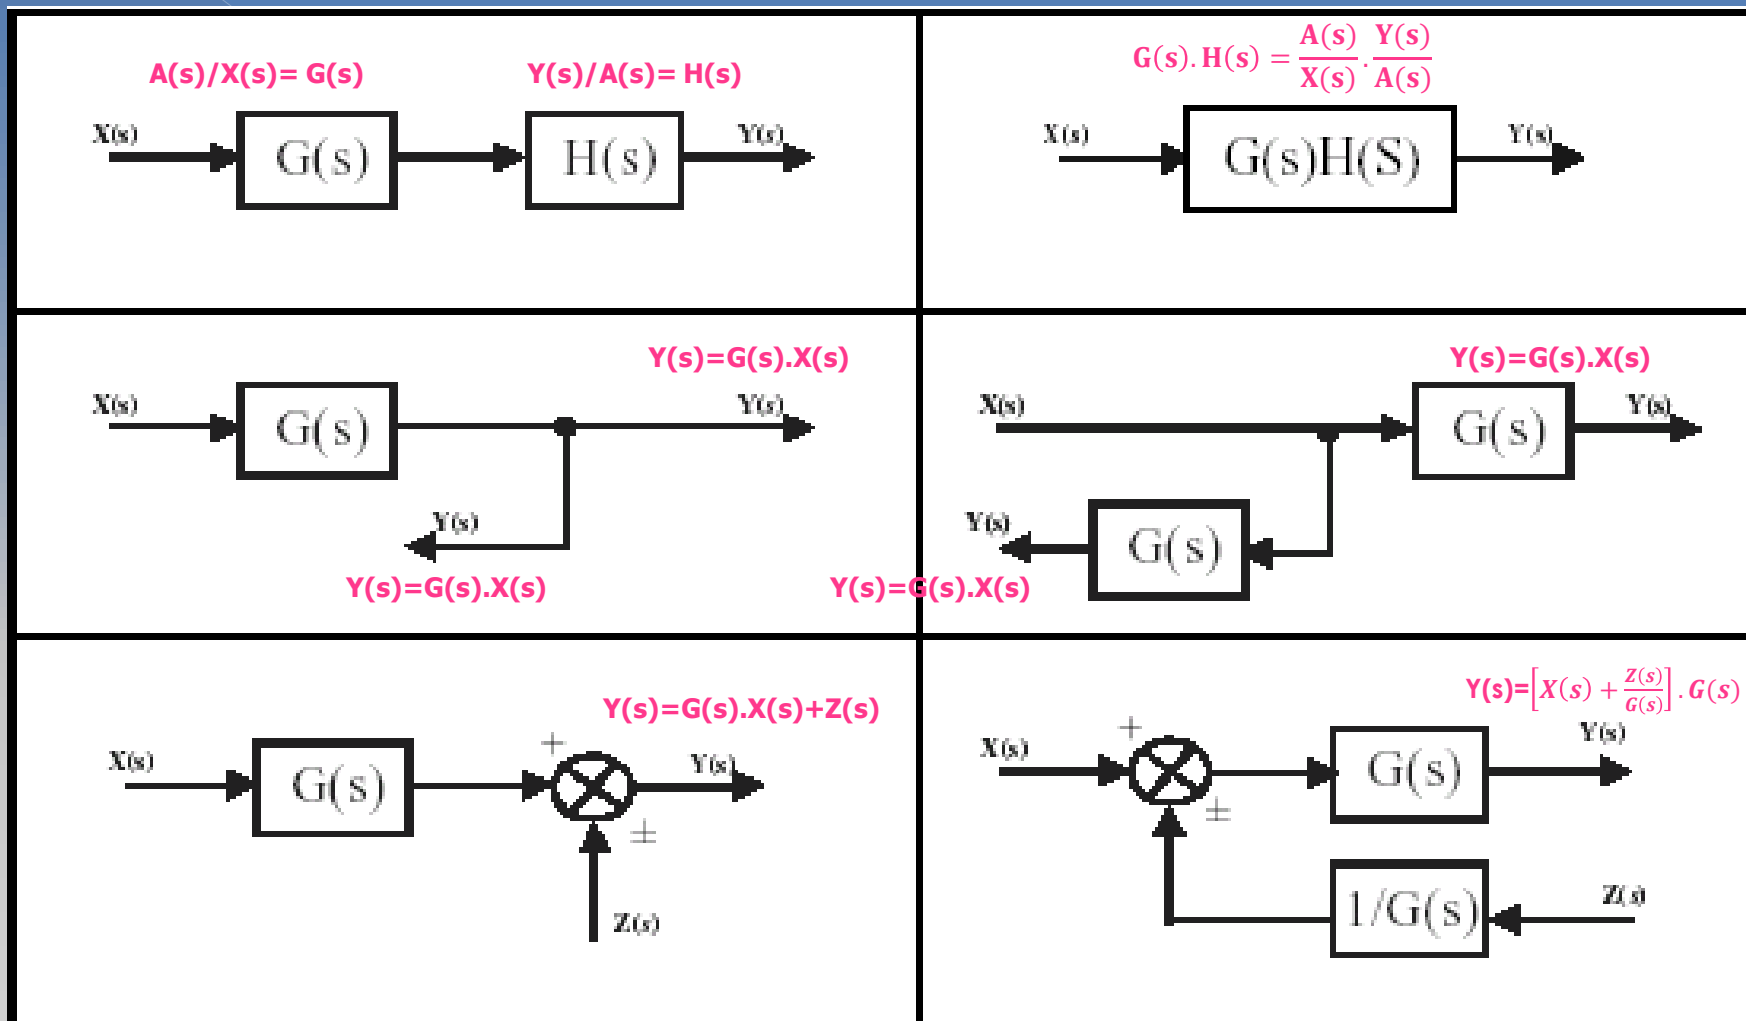 A(s)/X(s)= G(s)
Y(s)/A(s)= H(s)
X(s)
G(s)
H(s)
Y(s)
G(s).H(s) = A(s)/X(s) . Y(s)/A(s)
X(s)
G(s)H(S)
Y(s)
Y(s)=G(s).X(s)
X(s)
G(s)
Y(s)
Y(s)
Y(s)=G(s).X(s)
Y(s)=G(s).X(s)
X(s)
G(s)
Y(s)
Y(s)
G(s)
Y(s)=G(s).X(s)
Y(s)=G(s).X(s)+Z(s)
X(s)
G(s)
+
Y(s)
±
Z(s)
Y(s)=[X(s) + Z(s)/G(s)] . G(s)
X(s)
+
G(s)
Y(s)
±
1/G(s)
Z(s)